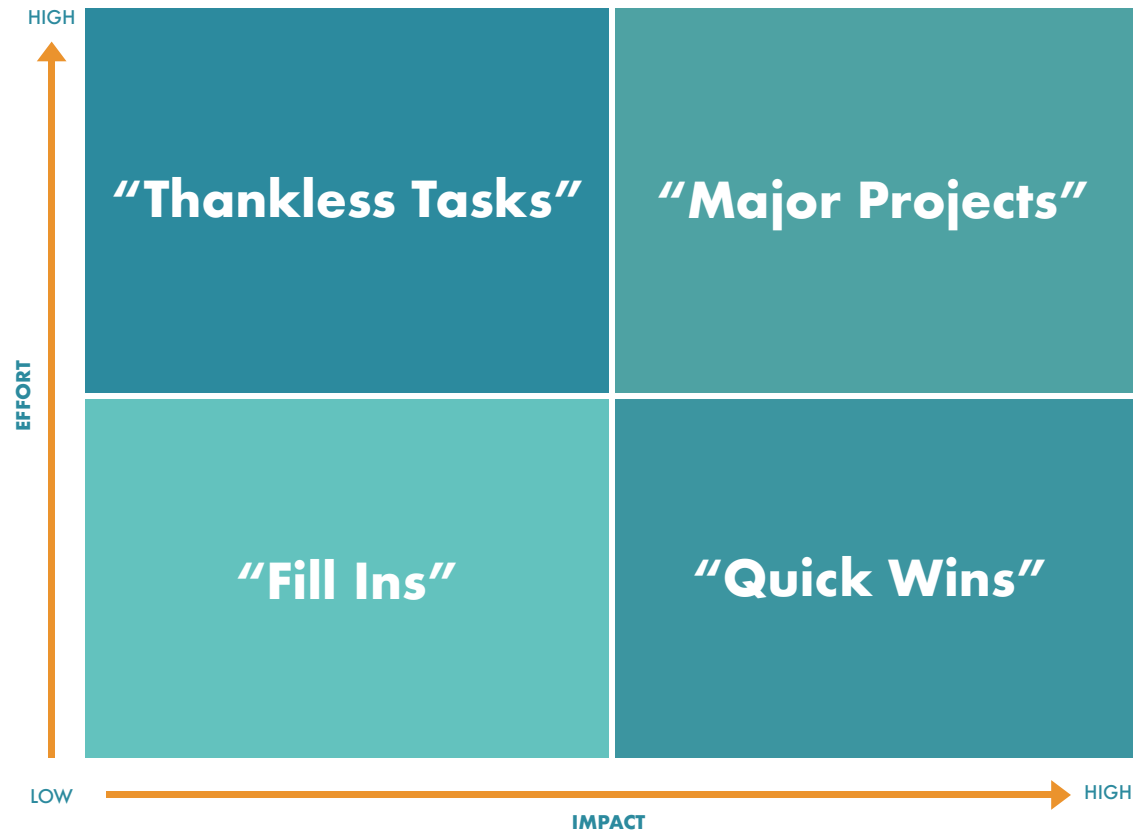 HIGH
“Thankless Tasks”
“Major Projects”
EFFORT
“Fill Ins”
“Quick Wins”
LOW
HIGH
IMPACT